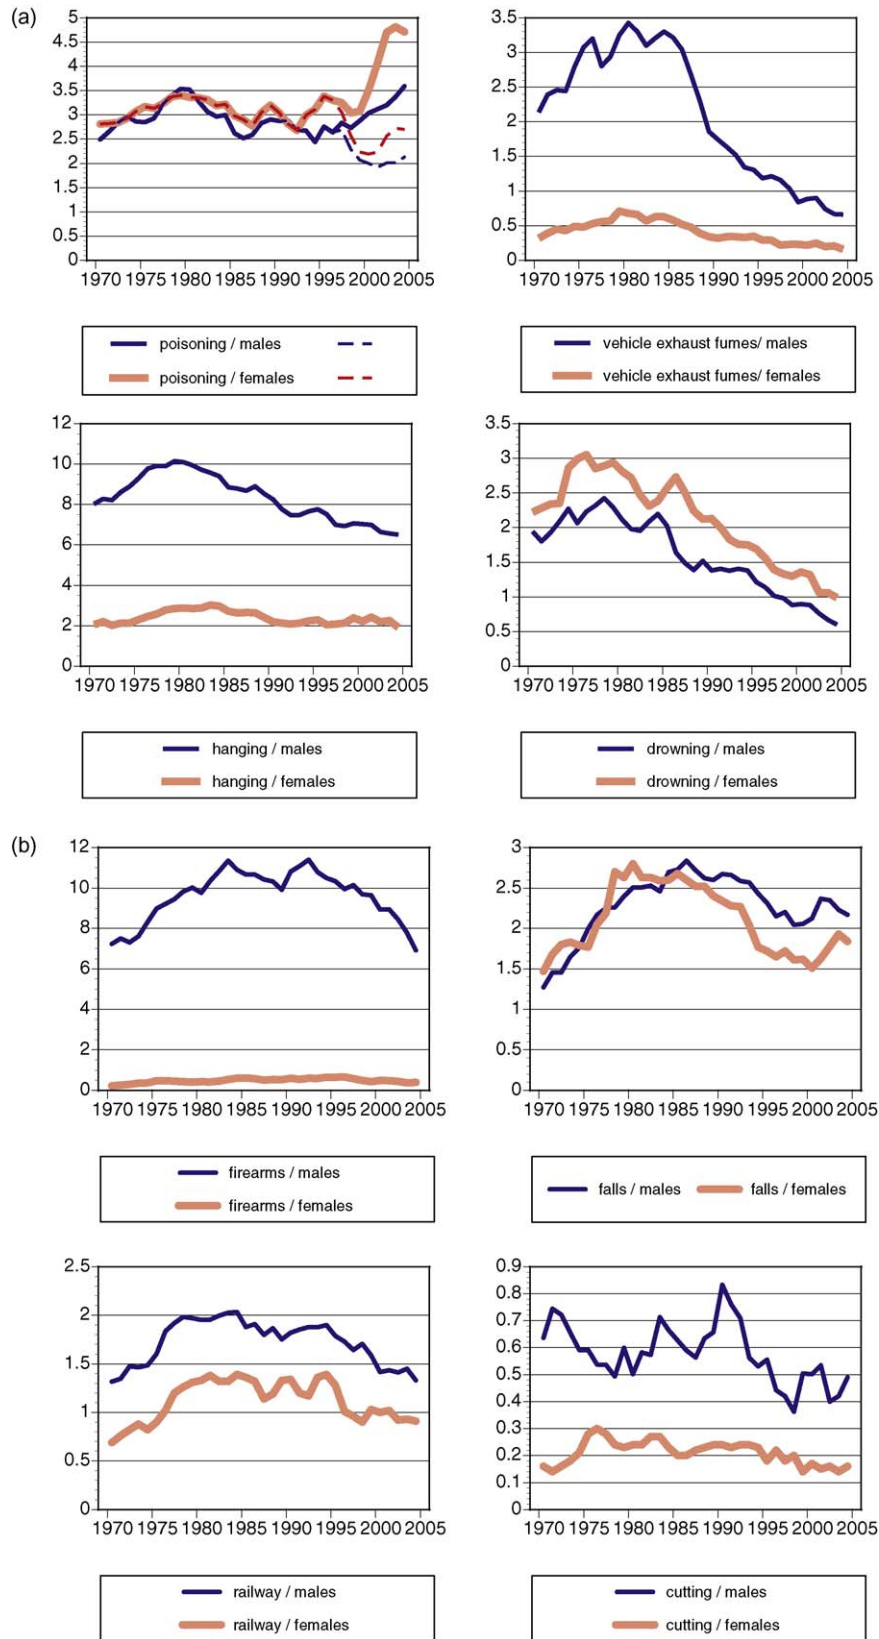 (a)
5
4.5
4
3.5
3
2.5
2
1.5
1
0.5
0
1970 1975 1980 1985 1990 1995 2000 2005
poisoning / males
poisoning / females
3.5
3
2.5
2
1.5
1
0.5
0
1970 1975 1980 1985 1990 1995 2000 2005
vehicle exhaust fumes/ males
vehicle exhaust fumes/ females
12
10
8
6
4
2
0
1970 1975 1980 1985 1990 1995 2000 2005
hanging / males
hanging / females
3.5
3
2.5
2
1.5
1
0.5
0
1970 1975 1980 1985 1990 1995 2000 2005
drowning / males
drowning / females
(b)
12
10
8
6
4
2
0
1970 1975 1980 1985 1990 1995 2000 2005
firearms / males
firearms / females
3
2.5
2
1.5
1
0.5
0
1970 1975 1980 1985 1990 1995 2000 2005
falls / males falls / females
2.5
2
1.5
1
0.5
0
1970 1975 1980 1985 1990 1995 2000 2005
railway / males
railway / females
0.9
0.8
0.7
0.6
0.5
0.4
0.3
0.2
0.1
0
1970 1975 1980 1985 1990 1995 2000 2005
cutting / males
cutting / females